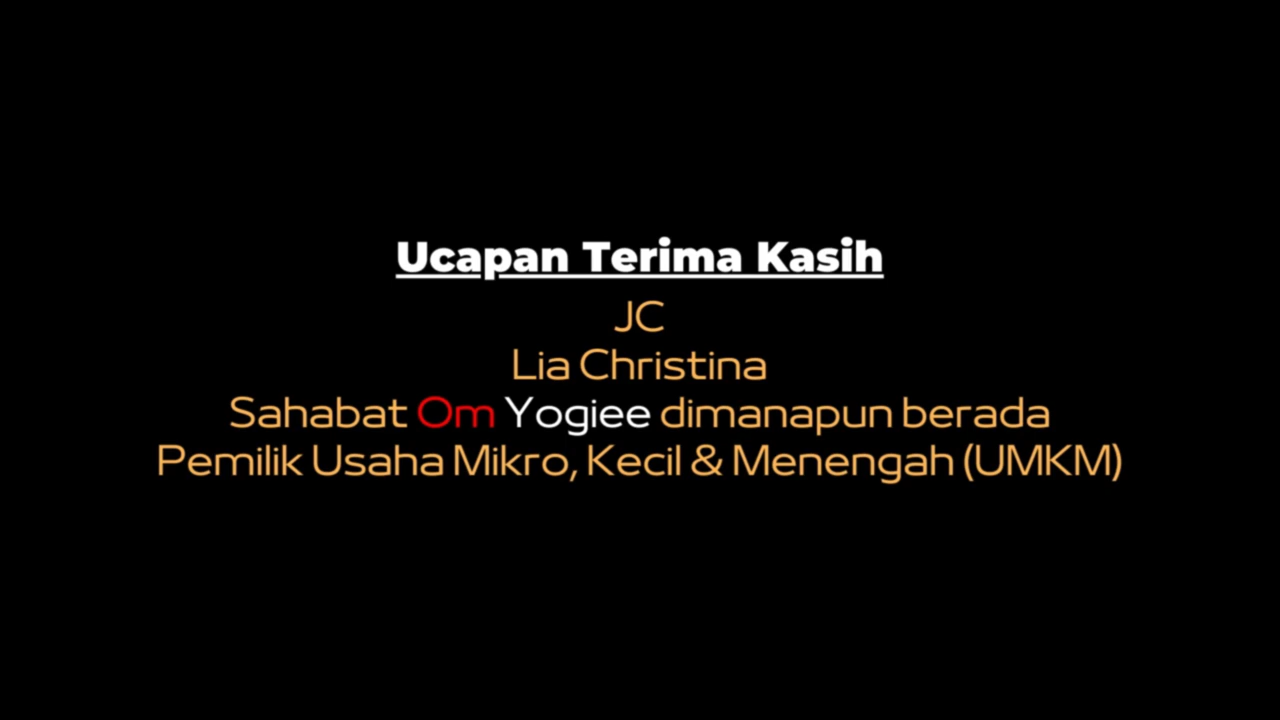 Ucapan Terima Kasih
JC
Lia Christina
Sahabat Om Yogiee dimanapun berada
Pemilik Usaha Mikro, Kecil & Menengah (UMKM)